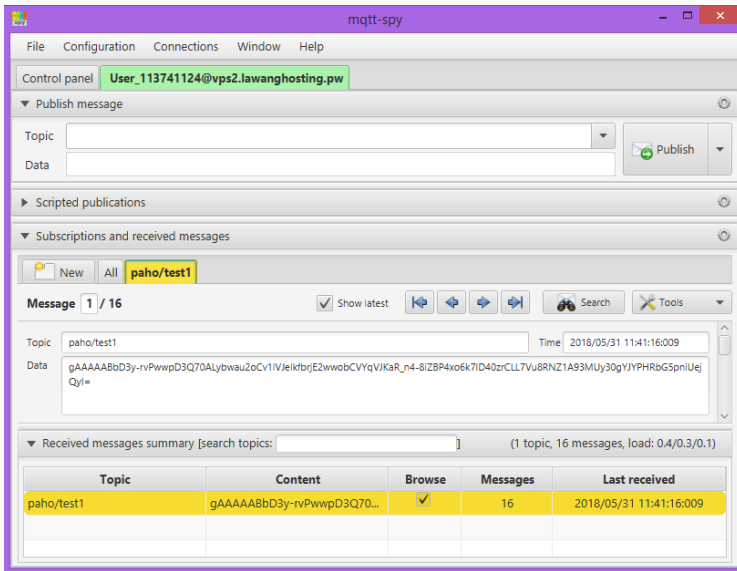 mqtt-spy
File Configuration Connections Window Help
Control panel User_113741124@vps2.lawanghosting.pw
Publish message
Topic
Publish
Data
Scripted publications
Subscriptions and received messages
New All paho/test1
Message 1 / 16 Show latest Search Tools
Topic paho/test1 Time 2018/05/31 11:41:16:009
Data
Received messages summary [search topics: ] (1 topic, 16 messages, load: 0.4/0.3/0.1)
Topic Content Browse Messages Last received
paho/test1 gAAAAABbD3y-rvPwwpD3Q70... 16 2018/05/31 11:41:16:009